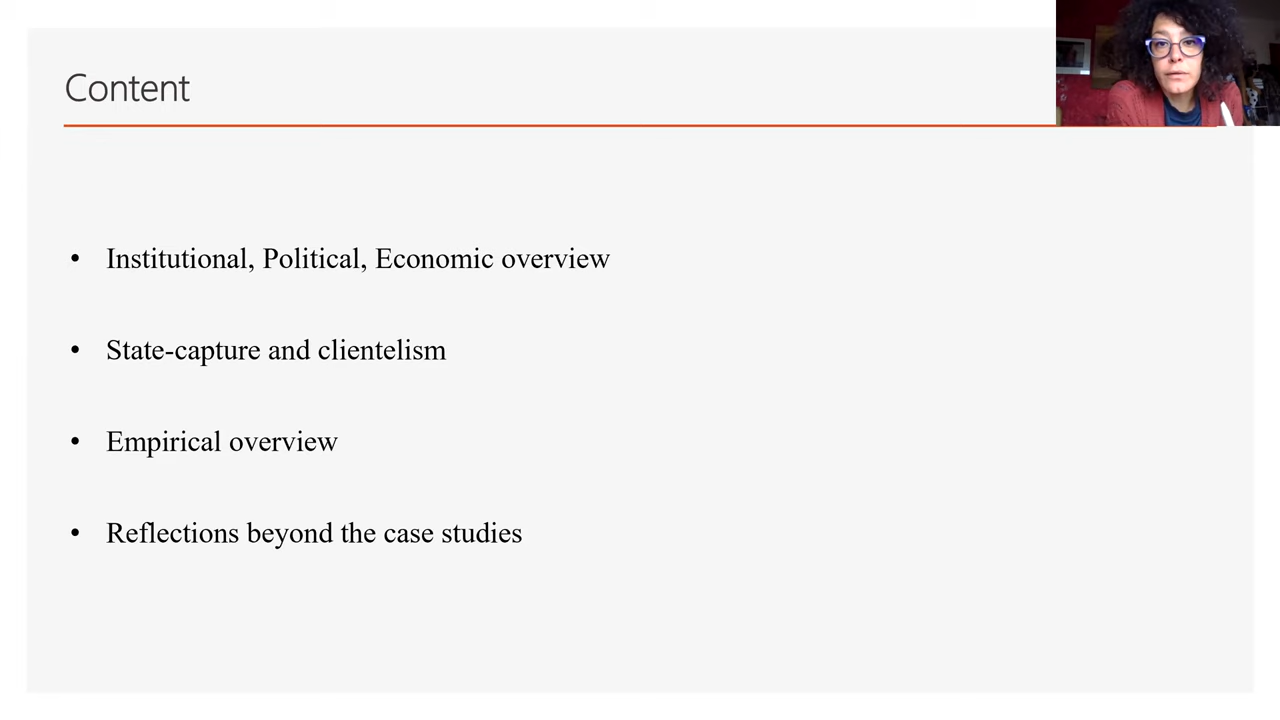 Content
• Institutional, Political, Economic overview
• State-capture and clientelism
• Empirical overview
• Reflections beyond the case studies